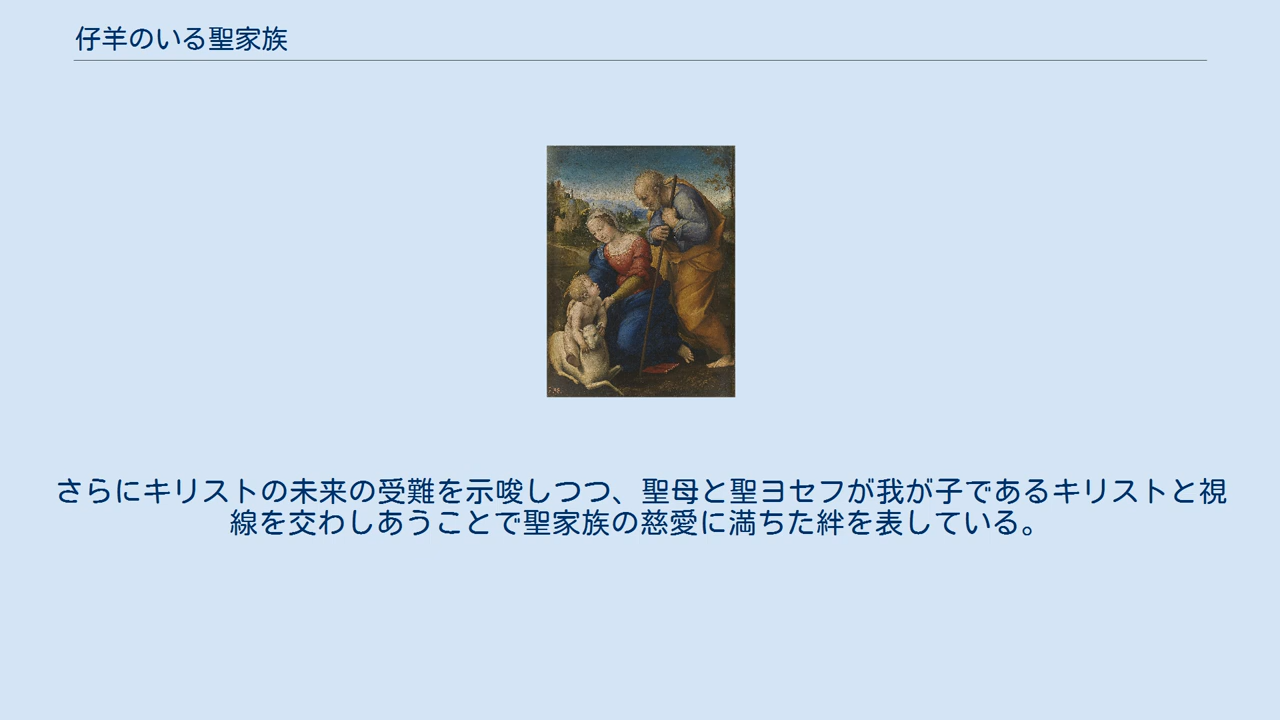 仔羊のいる聖家族
さらにキリストの未来の受難を示唆しつつ、聖母と聖ヨセフが我が子であるキリストと視
線を交わしあうことで聖家族の慈愛に満ちた絆を表している。